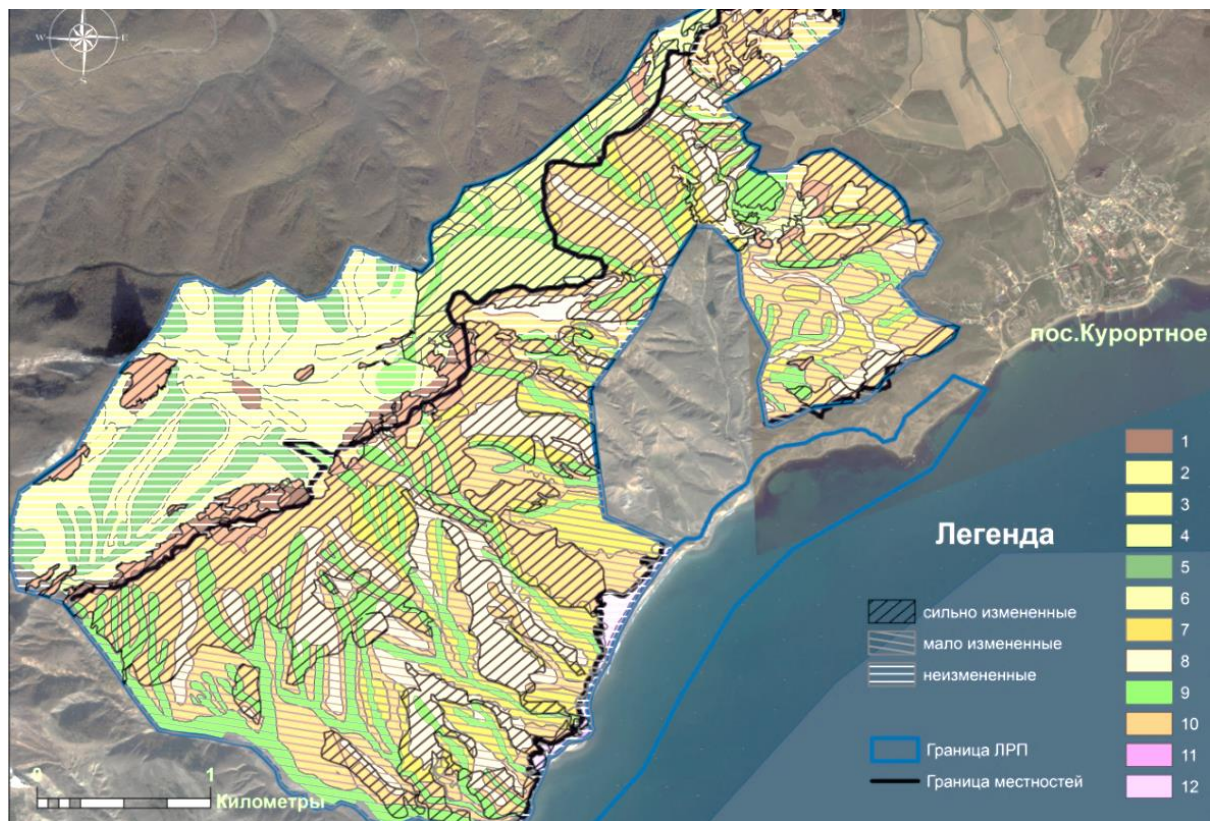 N
W
E
S
пос.Курортное
Легенда
сильно измененные
мало измененные
неизмененные
Граница ЛРП
Граница местностей
1
2
3
4
5
6
7
8
9
10
11
12
0
1
Километры